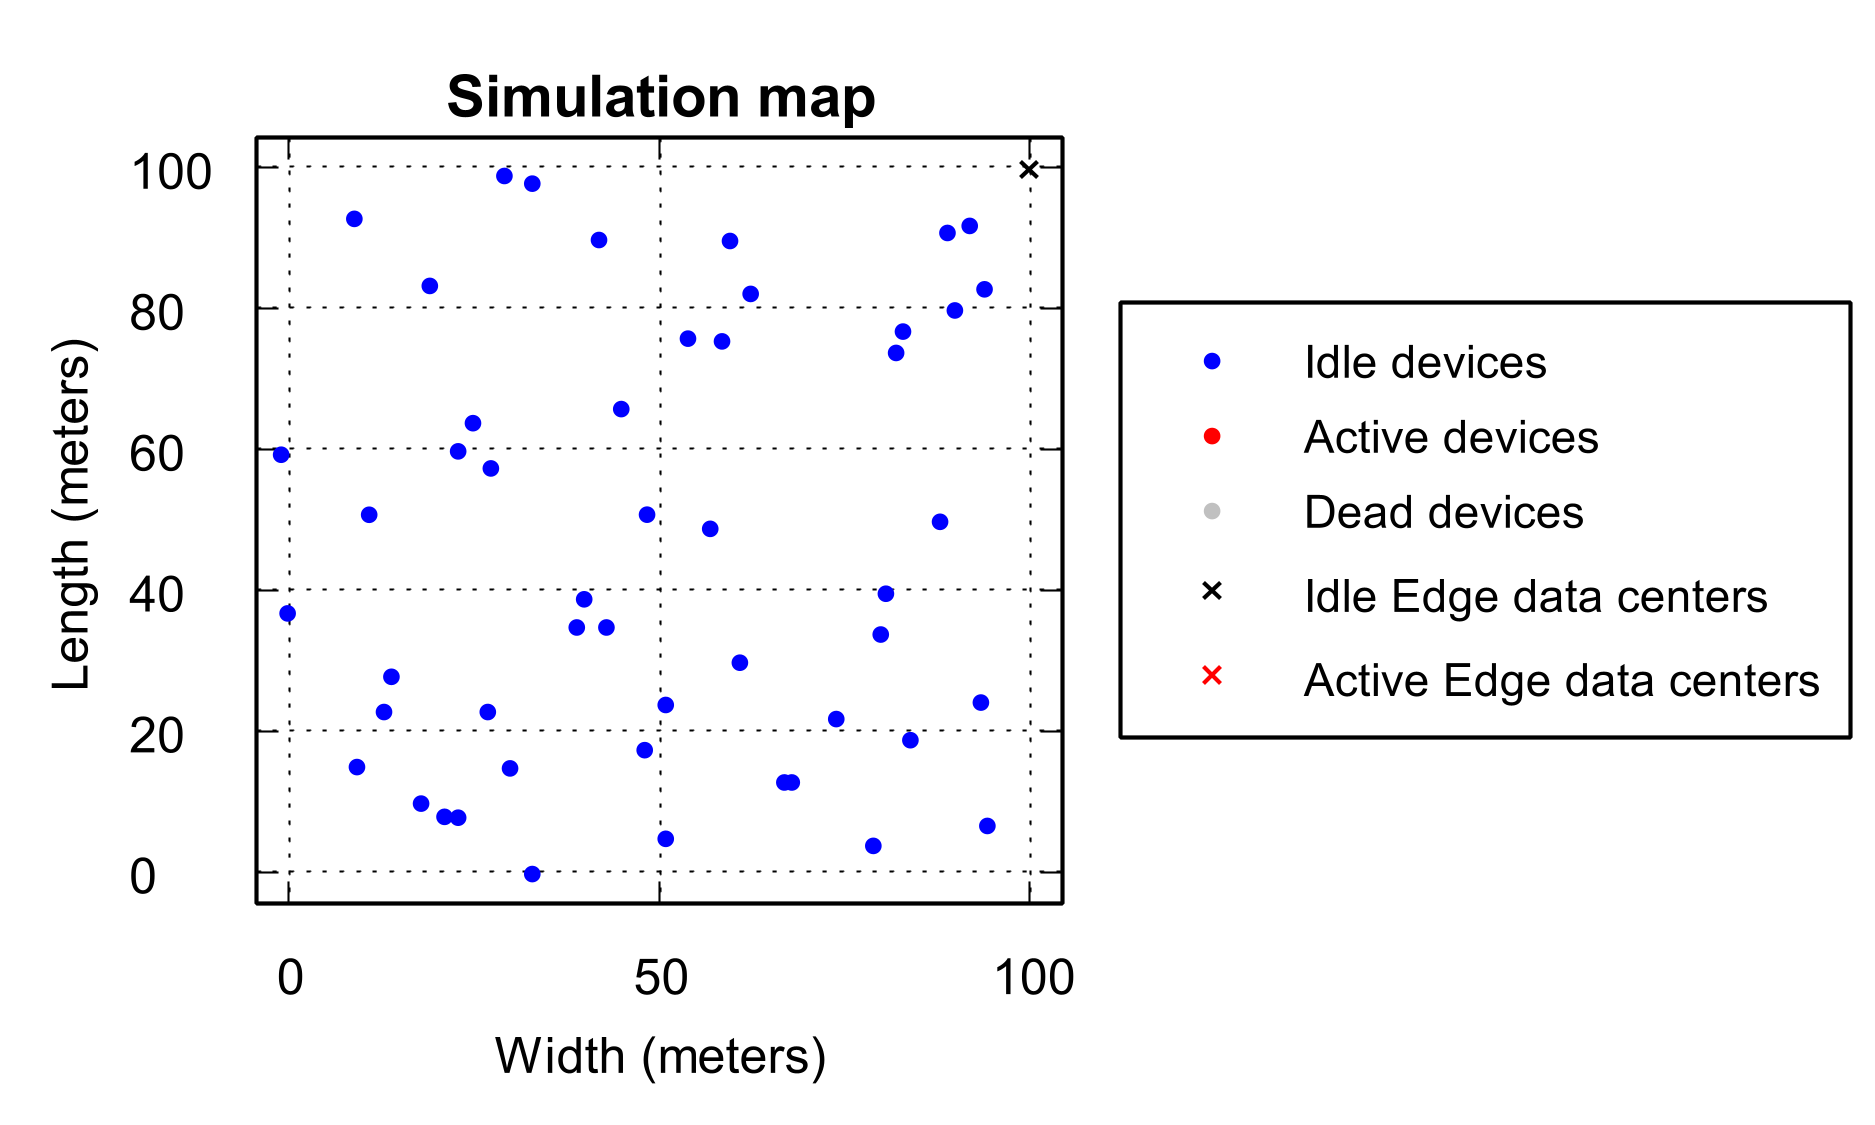 Simulation map
100
80
60
40
20
0
Length (meters)
0 50 100
Width (meters)
Idle devices
Active devices
Dead devices
Idle Edge data centers
Active Edge data centers